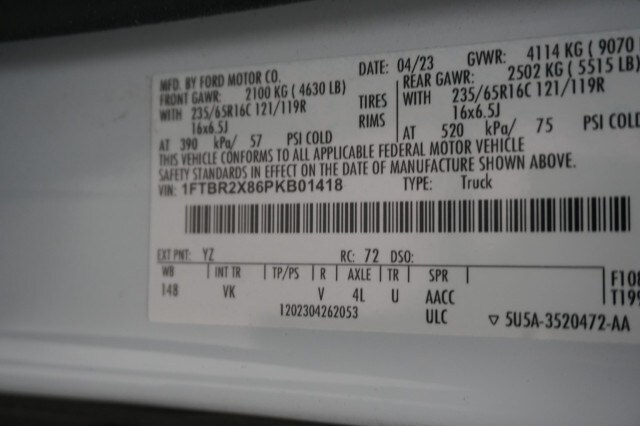 MFD. BY FORD MOTOR CO. DATE: 04/23 GVWR: 4114 KG ( 9070
FRONT GAWR: 2100 KG ( 4630 LB) REAR GAWR: 2502 KG ( 5515 LB)
WITH 235/65R16C 121/119R TIRES WITH 235/65R16C 121/119R
16x6.5J RIMS 16x6.5J
AT 390 kPa/ 57 PSI COLD AT 520 kPa/ 75 PSI COLD
THIS VEHICLE CONFORMS TO ALL APPLICABLE FEDERAL MOTOR VEHICLE
SAFETY STANDARDS IN EFFECT ON THE DATE OF MANUFACTURE SHOWN ABOVE.
VIN: 1FTBR2X86PKB01418 TYPE: Truck
EXT PNT: YZ RC: 72 DSO:
WB INT TR TP/PS R AXLE TR SPR
148 VK V 4L U AACC
1202304262053 ULC
F108
T199
5U5A-3520472-AA